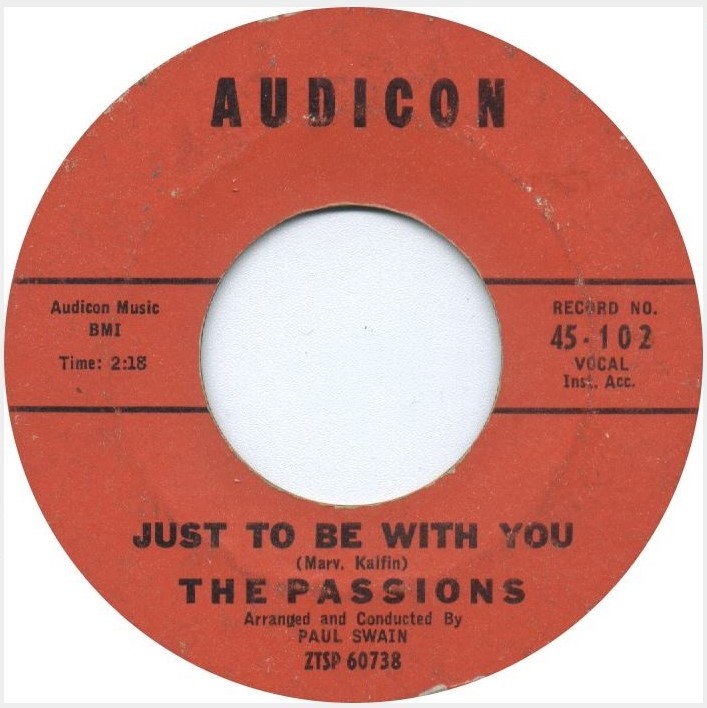 AUDICON
Audicon Music
BMI
Time: 2:18
RECORD NO.
45-102
VOCAL
Inst. Acc.
JUST TO BE WITH YOU
(Marv. Kalfin)
THE PASSIONS
Arranged and Conducted By
PAUL SWAIN
ZTSP 60738